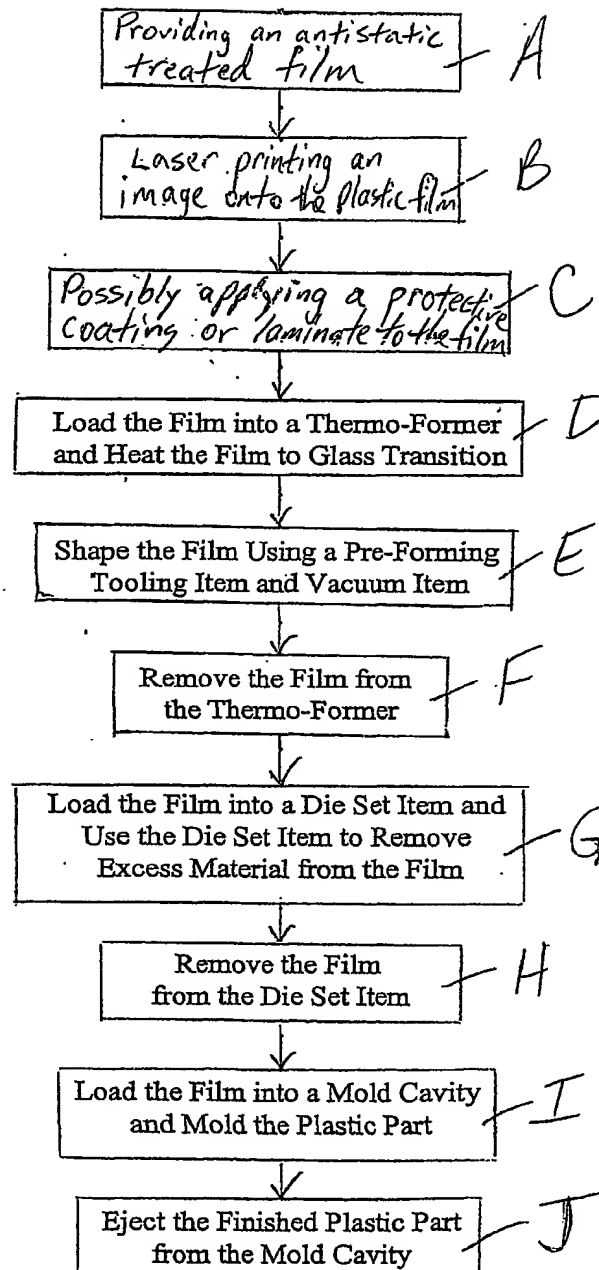 Providing an antistatic
treated film
A
Laser printing an
image onto the plastic film
B
Possibly applying a protective
coating or laminate to the film
C
Load the Film into a Thermo-Former
and Heat the Film to Glass Transition
D
Shape the Film Using a Pre-Forming
Tooling Item and Vacuum Item
E
Remove the Film from
the Thermo-Former
F
Load the Film into a Die Set Item and
Use the Die Set Item to Remove
Excess Material from the Film
G
Remove the Film
from the Die Set Item
H
Load the Film into a Mold Cavity
and Mold the Plastic Part
I
Eject the Finished Plastic Part
from the Mold Cavity
J